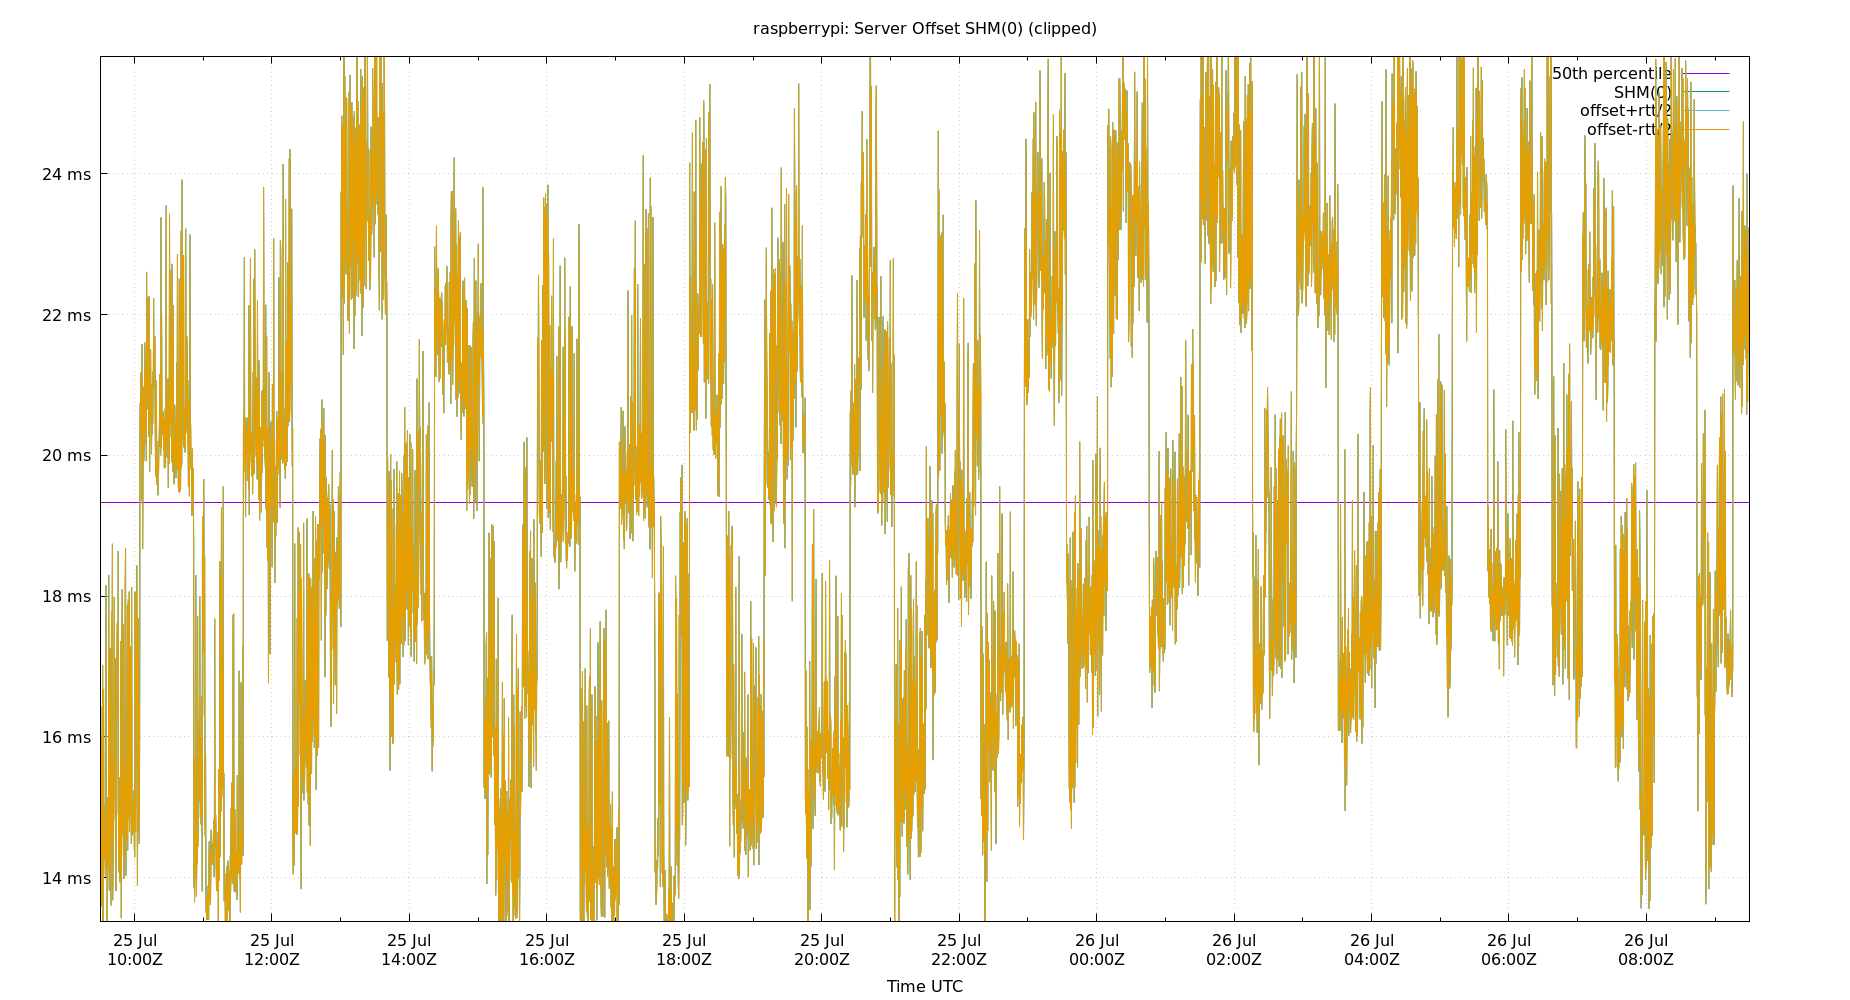 raspberrypi: Server Offset SHM(0) (clipped)
50th percentile
SHM(0)
offset+rtt/2
offset-rtt/2
24 ms
22 ms
20 ms
18 ms
16 ms
14 ms
25 Jul 25 Jul 25 Jul 25 Jul 25 Jul 25 Jul 25 Jul 26 Jul 26 Jul 26 Jul 26 Jul 26 Jul
10:00Z 12:00Z 14:00Z 16:00Z 18:00Z 20:00Z 22:00Z 00:00Z 02:00Z 04:00Z 06:00Z 08:00Z
Time UTC